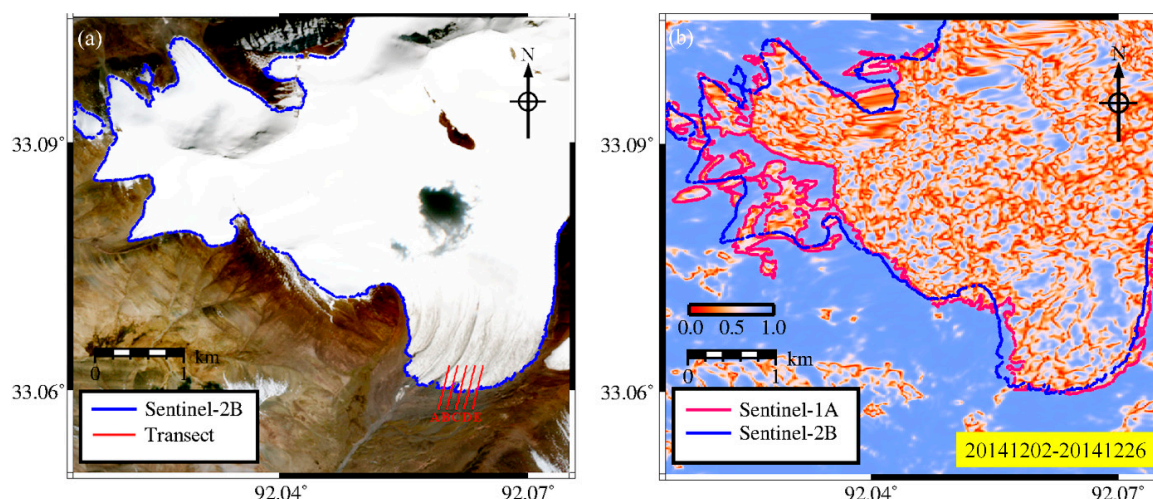 (a)
N
33.09°
33.06°
km
0 1
Sentinel-2B
Transect
ABCDE
92.04°
92.07°
(b)
N
33.09°
33.06°
0.0 0.5 1.0
km
0 1
Sentinel-1A
Sentinel-2B
20141202-20141226
92.04°
92.07°